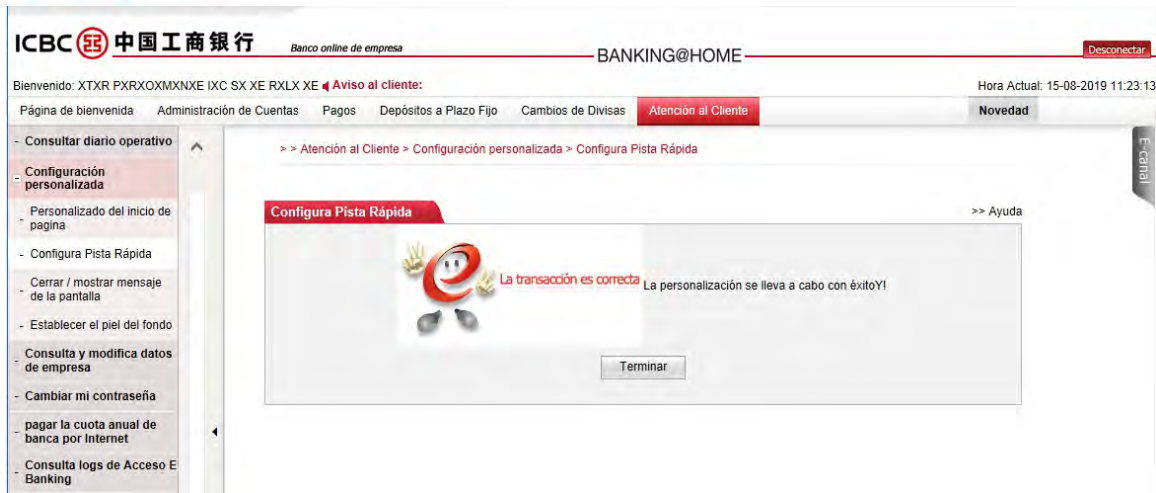 ICBC 中国工商银行
Banco online de empresa
BANKING@HOME
Desconectar
Bienvenido: XTXR PXRXOXMXNXE IXC SX XE RXLX XE Aviso al cliente:
Hora Actual: 15-08-2019 11:23:13
Página de bienvenida Administración de Cuentas Pagos Depósitos a Plazo Fijo Cambios de Divisas Atención al Cliente Novedad
- Consultar diario operativo
- Configuración
personalizada
- Personalizado del inicio de
pagina
- Configura Pista Rápida
- Cerrar / mostrar mensaje
de la pantalla
- Establecer el piel del fondo
- Consulta y modifica datos
de empresa
- Cambiar mi contraseña
- pagar la cuota anual de
banca por Internet
- Consulta logs de Acceso E
Banking
> > Atención al Cliente > Configuración personalizada > Configura Pista Rápida
Configura Pista Rápida
>> Ayuda
La transacción es correcta
La personalización se lleva a cabo con éxitoY!
Terminar
E-canal